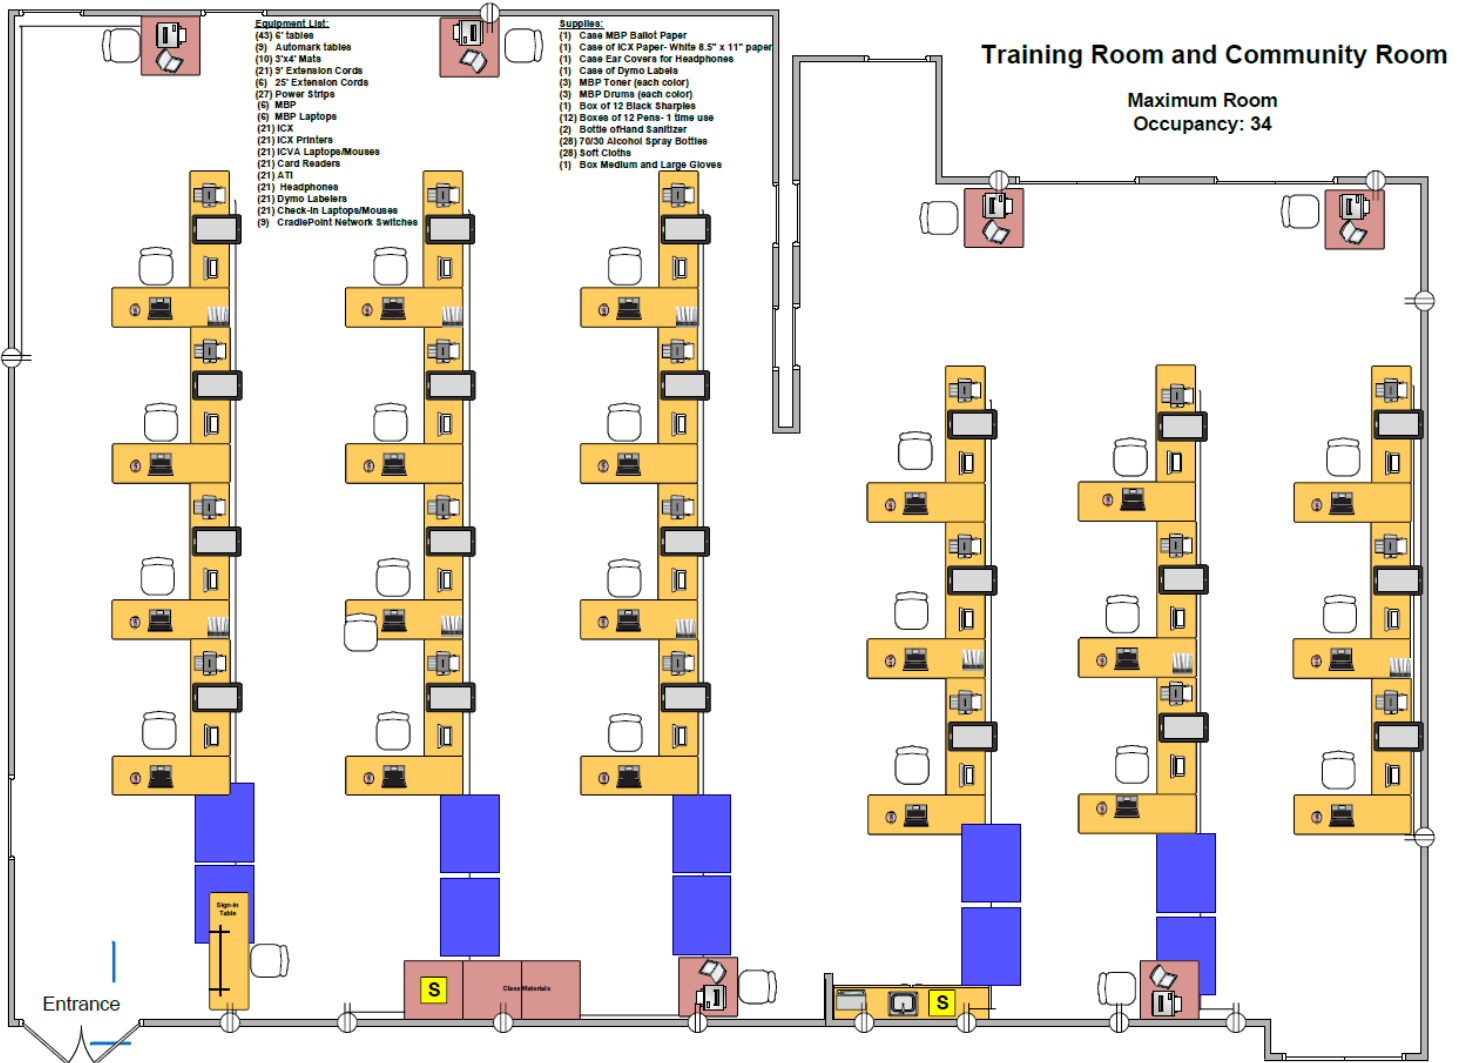 Equipment List:
(43) 6' tables
(9) Automark tables
(10) 3'x4' Mats
(21) 9' Extension Cords
(6) 25' Extension Cords
(27) Power Strips
(6) MBP
(6) MBP Laptops
(21) ICX
(21) ICX Printers
(21) ICVA Laptops/Mouses
(21) Card Readers
(21) ATI
(21) Headphones
(21) Dymo Labelers
(21) Check-In Laptops/Mouses
(9) CradlePoint Network Switches
Supplies:
(1) Case MBP Ballot Paper
(1) Case of ICX Paper- White 8.5" x 11" paper
(1) Case Ear Covers for Headphones
(1) Case of Dymo Labels
(3) MBP Toner (each color)
(3) MBP Drums (each color)
(1) Box of 12 Black Sharpies
(12) Boxes of 12 Pens- 1 time use
(2) Bottle ofHand Sanitizer
(28) 70/30 Alcohol Spray Bottles
(28) Soft Cloths
(1) Box Medium and Large Gloves
Training Room and Community Room
Maximum Room
Occupancy: 34
Sign-in
Table
Entrance
S
Class Materials
S